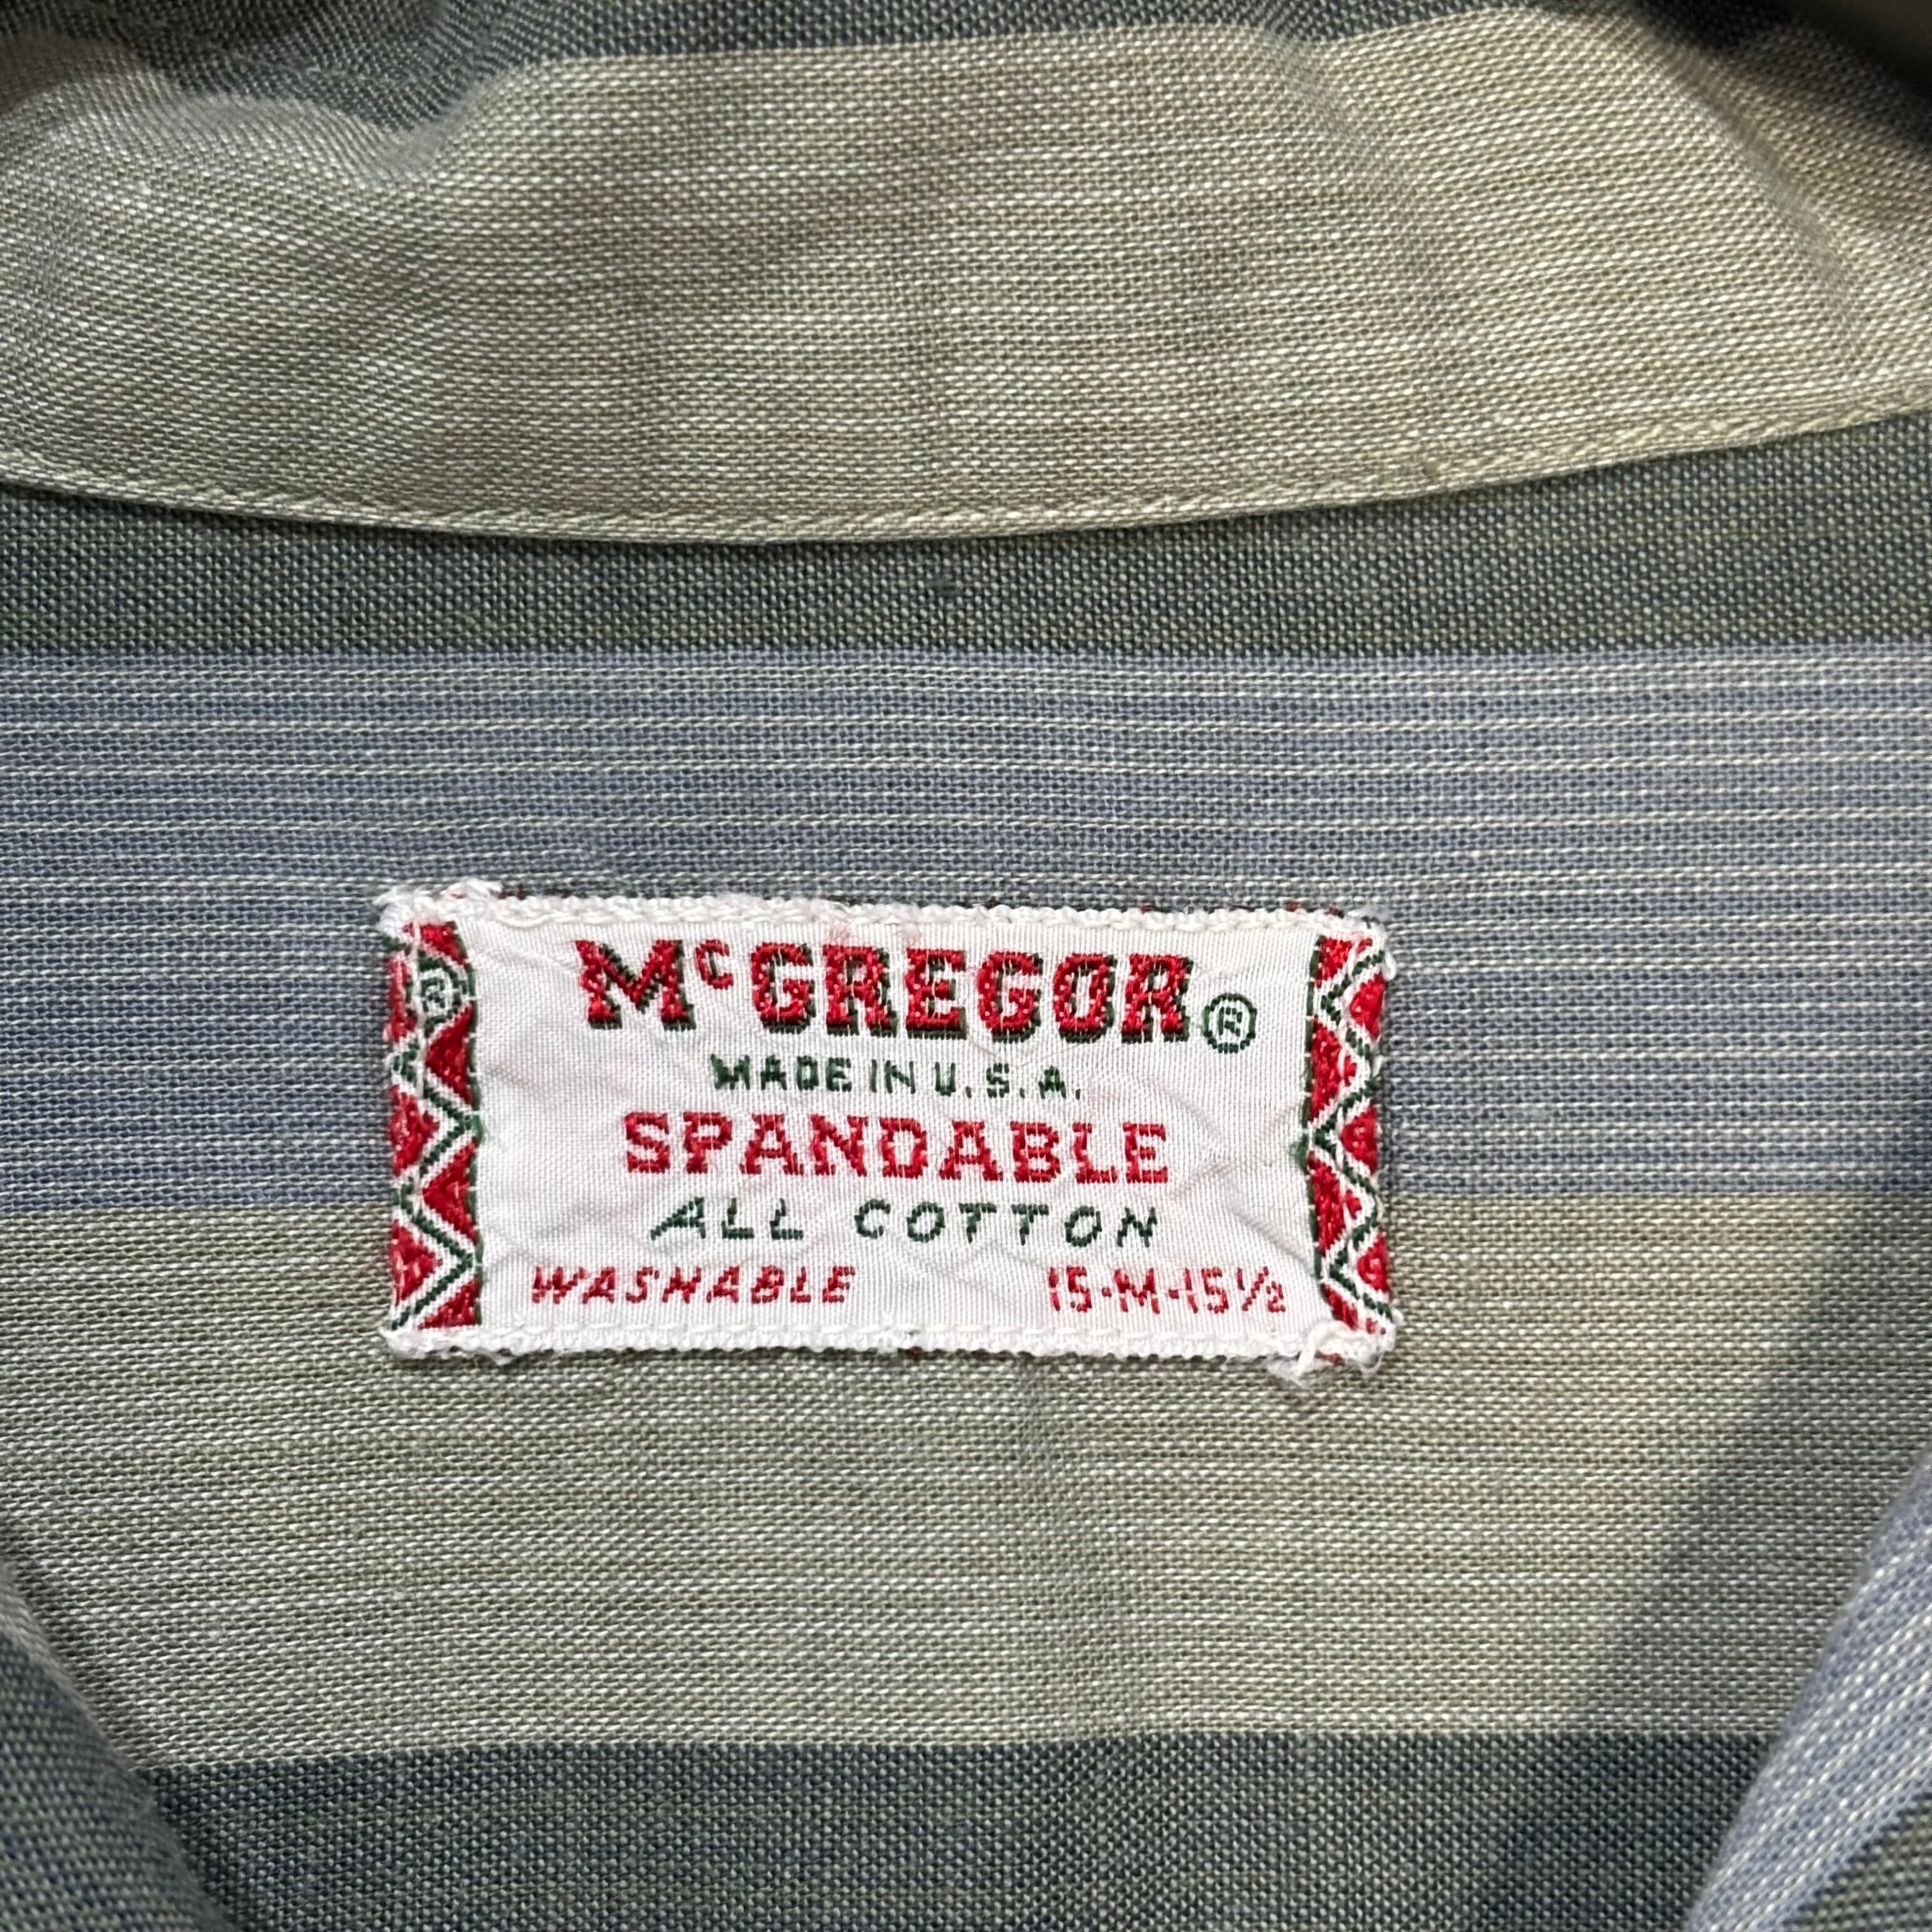 McGREGOR®
MADE IN U.S.A.
SPANDABLE
ALL COTTON
WASHABLE 15-M-15½
®